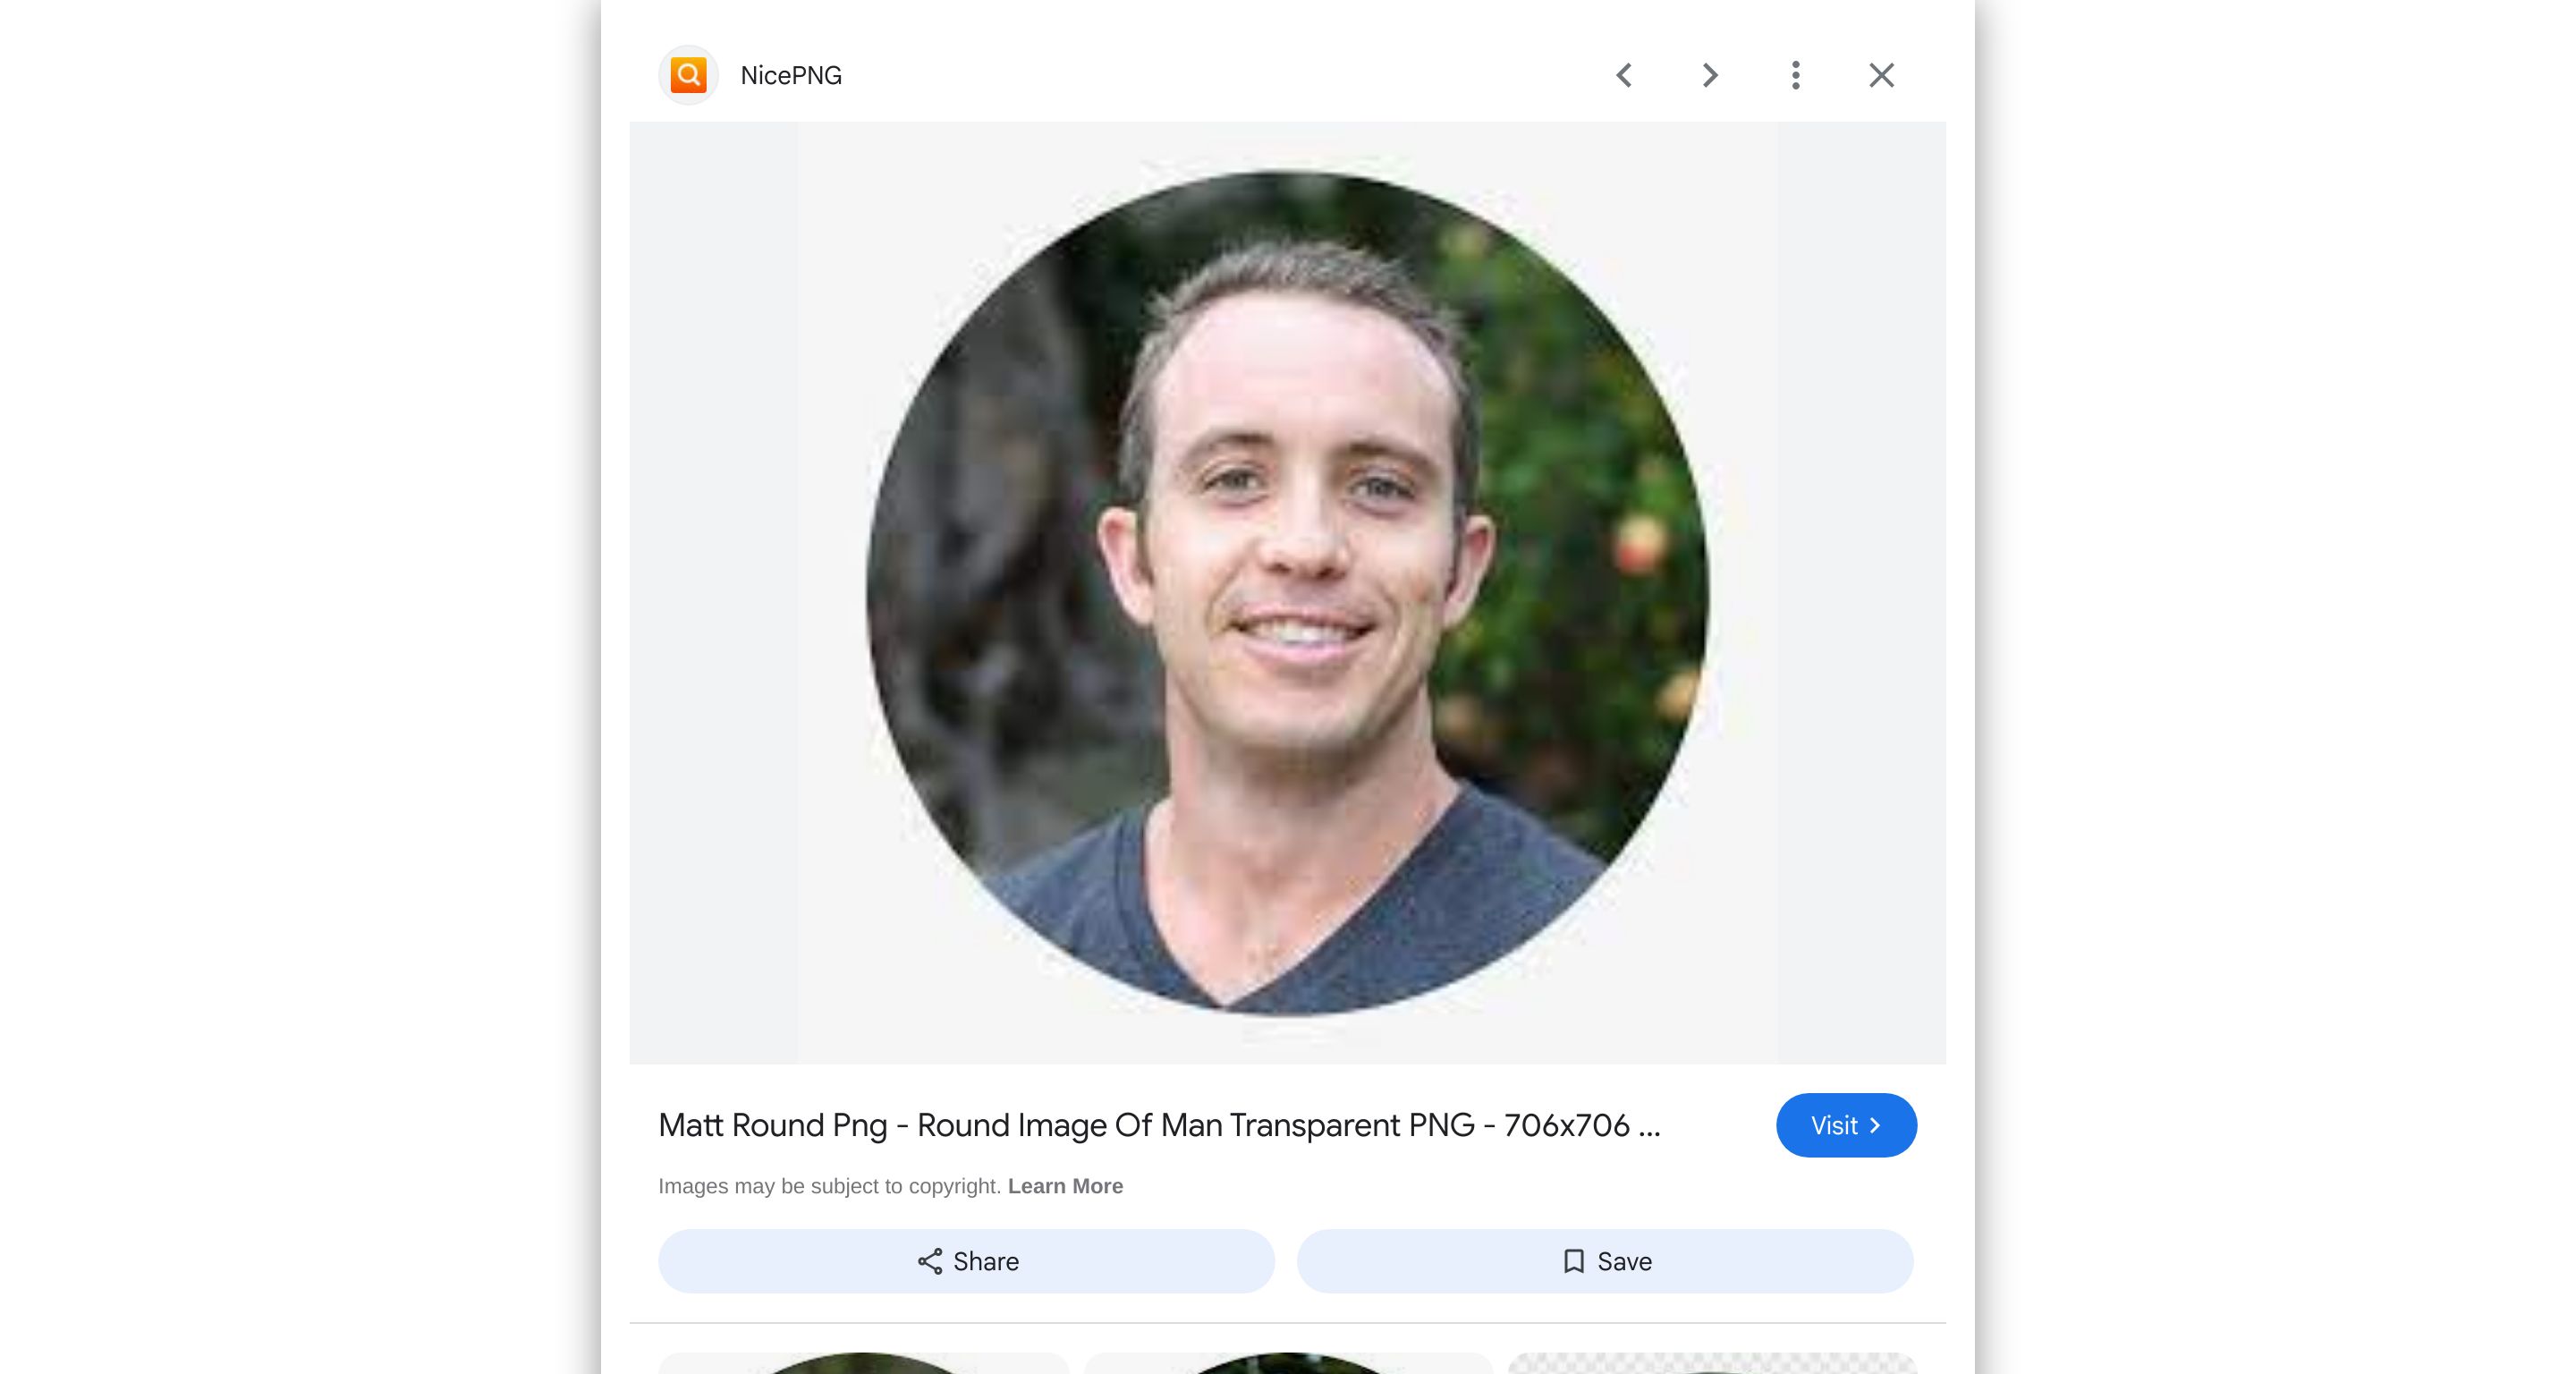 NicePNG
Matt Round Png - Round Image Of Man Transparent PNG - 706x706 ...
Visit
Images may be subject to copyright. Learn More
Share
Save